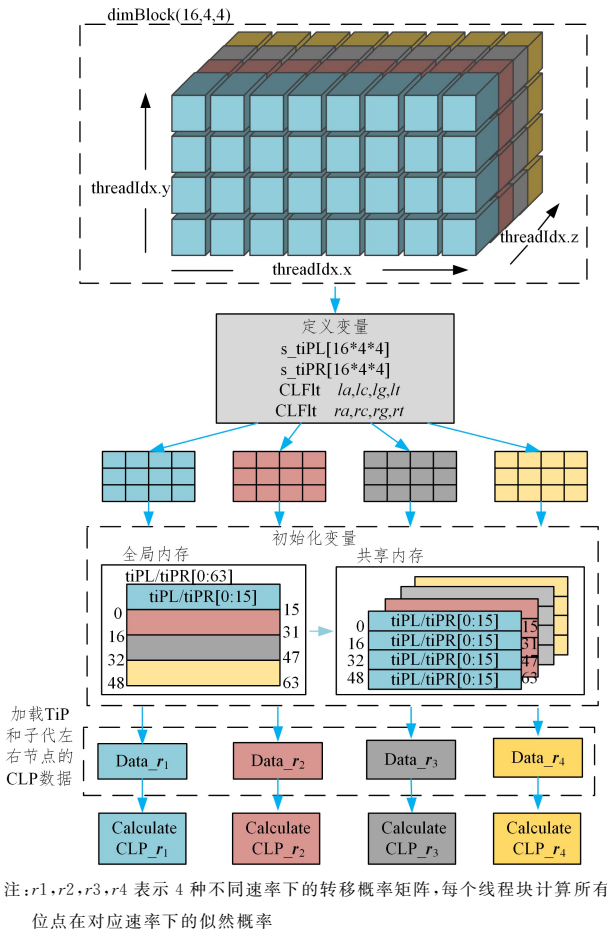 dimBlock(16,4,4)
threadIdx.y
threadIdx.z
threadIdx.x
定义变量
s_tiPL[16*4*4]
s_tiPR[16*4*4]
CLFlt la,lc,lg,lt
CLFlt ra,rc,rg,rt
初始化变量
全局内存
共享内存
tiPL/tiPR[0:63]
tiPL/tiPR[0:15]
0 15
16 31
32 47
48 63
0 tiPL/tiPR[0:15] 15
16 tiPL/tiPR[0:15] 31
32 tiPL/tiPR[0:15] 47
48 tiPL/tiPR[0:15] 63
加载TiP
和子代左
右节点的
CLP数据
Data_r1
Data_r2
Data_r3
Data_r4
Calculate
CLP_r1
Calculate
CLP_r2
Calculate
CLP_r3
Calculate
CLP_r4
注:r1,r2,r3,r4 表示 4 种不同速率下的转移概率矩阵,每个线程块计算所有
位点在对应速率下的似然概率